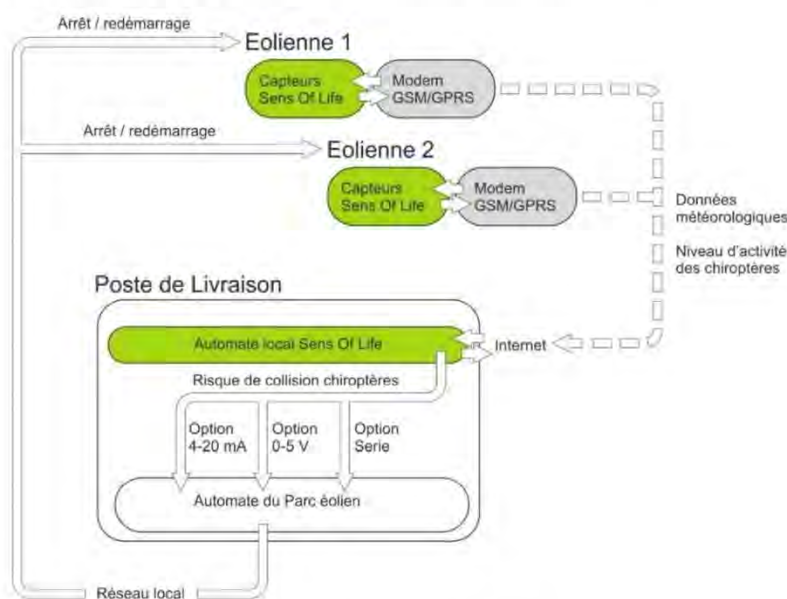 Arrêt / redémarrage
Eolienne 1
Capteurs
Sens Of Life
Modem
GSM/GPRS
Arrêt / redémarrage
Eolienne 2
Capteurs
Sens Of Life
Modem
GSM/GPRS
Données
météorologiques
Niveau d'activité
des chiroptères
Poste de Livraison
Automate local Sens Of Life
Internet
Risque de collision chiroptères
Option
4-20 mA
Option
0-5 V
Option
Serie
Automate du Parc éolien
Réseau local